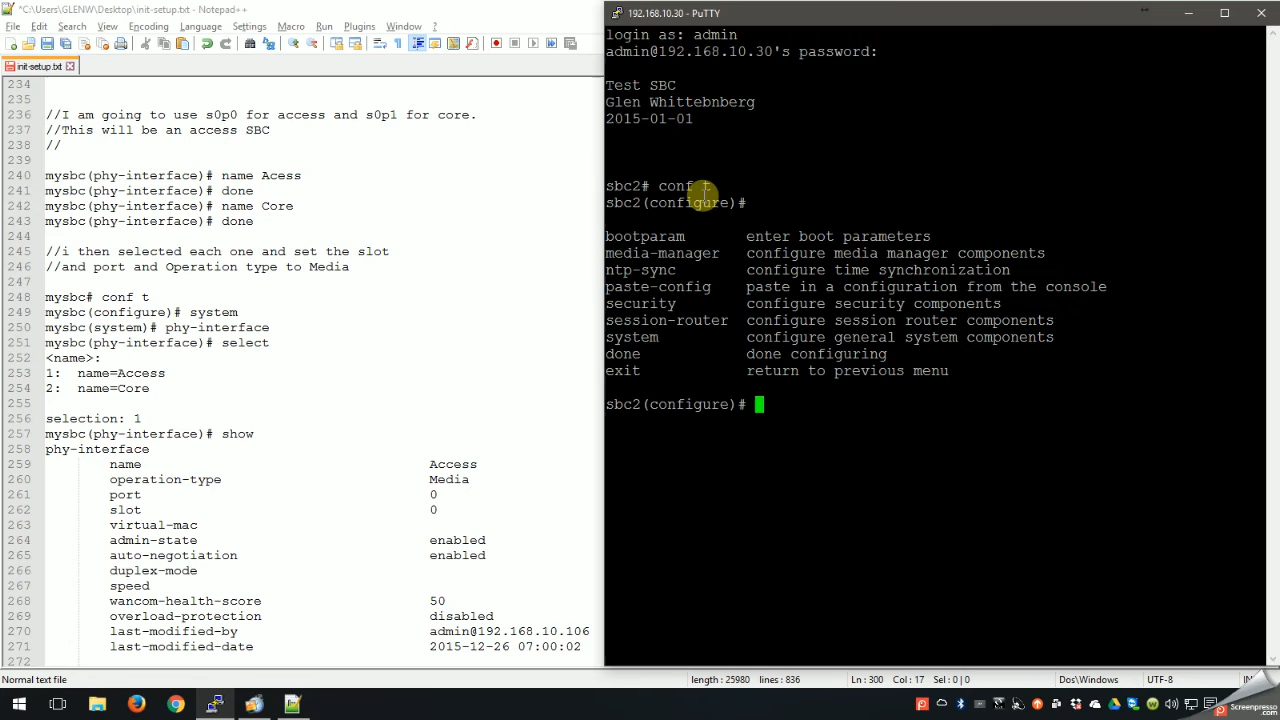 *C:\Users\GLENW\Desktop\init-setup.txt - Notepad++
File Edit Search View Encoding Language Settings Macro Run Plugins Window ?
init-setup.txt
234
235
236 //I am going to use s0p0 for access and s0p1 for core.
237 //This will be an access SBC
238 //
239
240 mysbc(phy-interface)# name Acess
241 mysbc(phy-interface)# done
242 mysbc(phy-interface)# name Core
243 mysbc(phy-interface)# done
244
245 //i then selected each one and set the slot
246 //and port and Operation type to Media
247
248 mysbc# conf t
249 mysbc(configure)# system
250 mysbc(system)# phy-interface
251 mysbc(phy-interface)# select
252 <name>:
253 1: name=Access
254 2: name=Core
255
256 selection: 1
257 mysbc(phy-interface)# show
258 phy-interface
259 name Access
260 operation-type Media
261 port 0
262 slot 0
263 virtual-mac
264 admin-state enabled
265 auto-negotiation enabled
266 duplex-mode
267 speed
268 wancom-health-score 50
269 overload-protection disabled
270 last-modified-by admin@192.168.10.106
271 last-modified-date 2015-12-26 07:00:02
272
Normal text file length : 25980 lines : 836 Ln : 300 Col : 17 Sel : 0 | 0 Dos\Windows UTF-8
192.168.10.30 - PuTTY
login as: admin
admin@192.168.10.30's password:
Test SBC
Glen Whittebnberg
2015-01-01
sbc2# conf t
sbc2(configure)#
bootparam enter boot parameters
media-manager configure media manager components
ntp-sync configure time synchronization
paste-config paste in a configuration from the console
security configure security components
session-router configure session router components
system configure general system components
done done configuring
exit return to previous menu
sbc2(configure)#
Screenpresso
.com